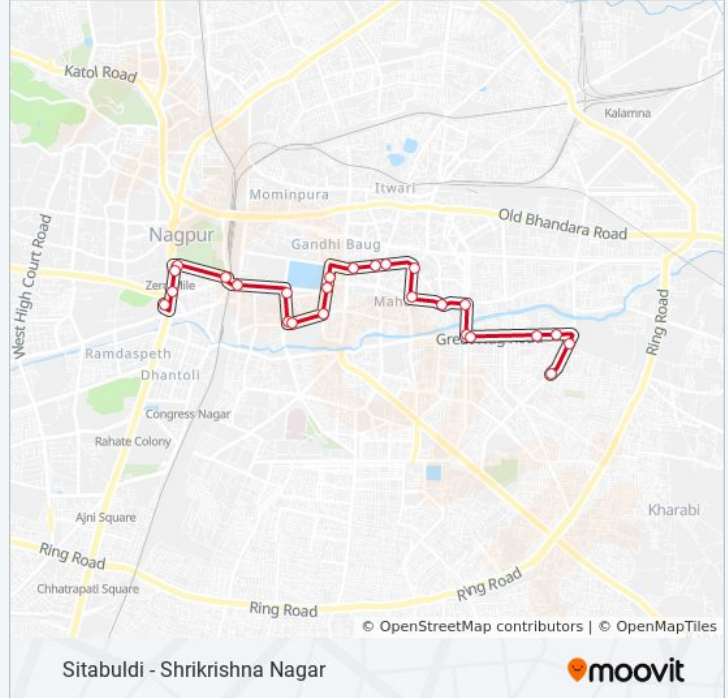 Katol Road
Kalamna
Mominpura
Itwari
Old Bhandara Road
Nagpur
Gandhi Baug
West High Court Road
Mile
Ring Road
Ramdaspeth
Dhantoli
Congress Nagar
Rahate Colony
Ajni Square
Kharabi
Ring Road
Chhatrapati Square
Ring Road
Ring Road
© OpenStreetMap contributors | © OpenMapTiles
Sitabuldi - Shrikrishna Nagar
moovit